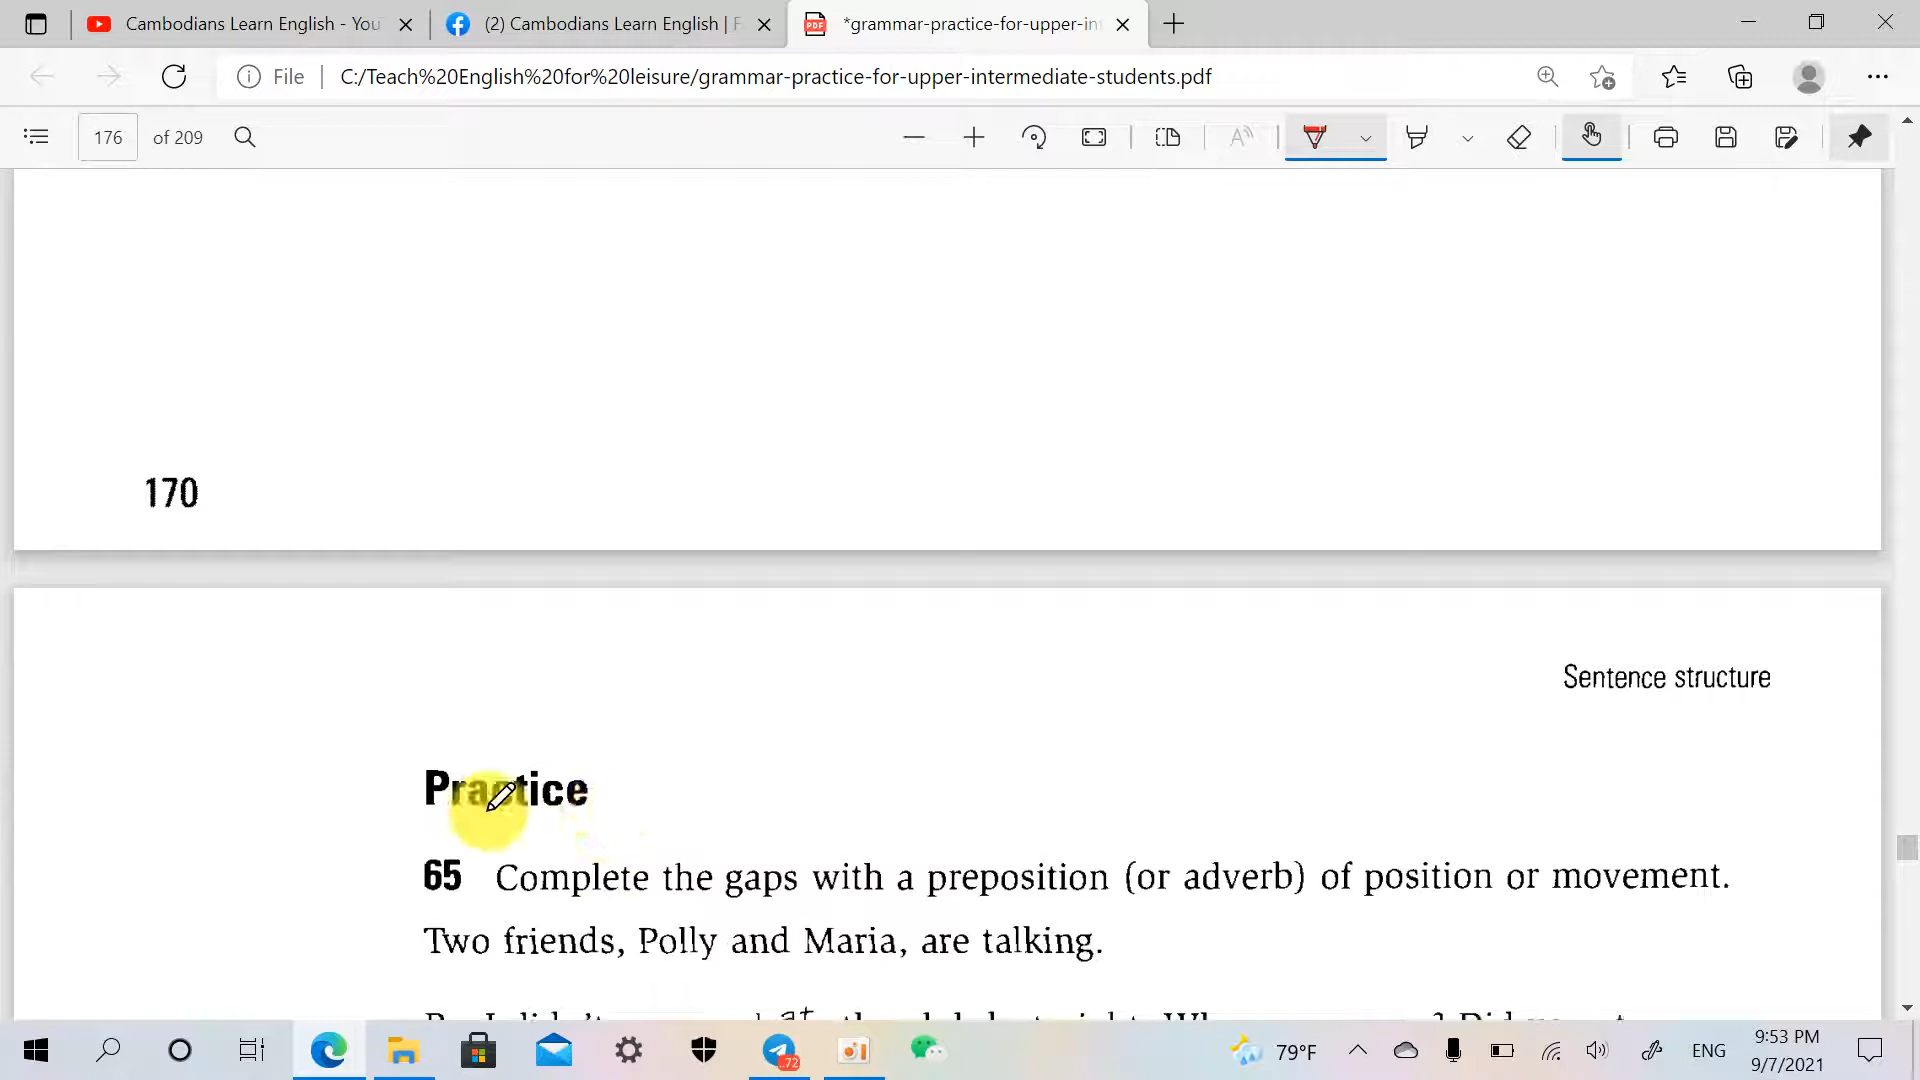 Cambodians Learn English - You
(2) Cambodians Learn English | F
*grammar-practice-for-upper-int
File
C:/Teach%20English%20for%20leisure/grammar-practice-for-upper-intermediate-students.pdf
176 of 209
170
Sentence structure
Practice
65 Complete the gaps with a preposition (or adverb) of position or movement.
Two friends, Polly and Maria, are talking.
at
72
79°F
ENG
9:53 PM
9/7/2021